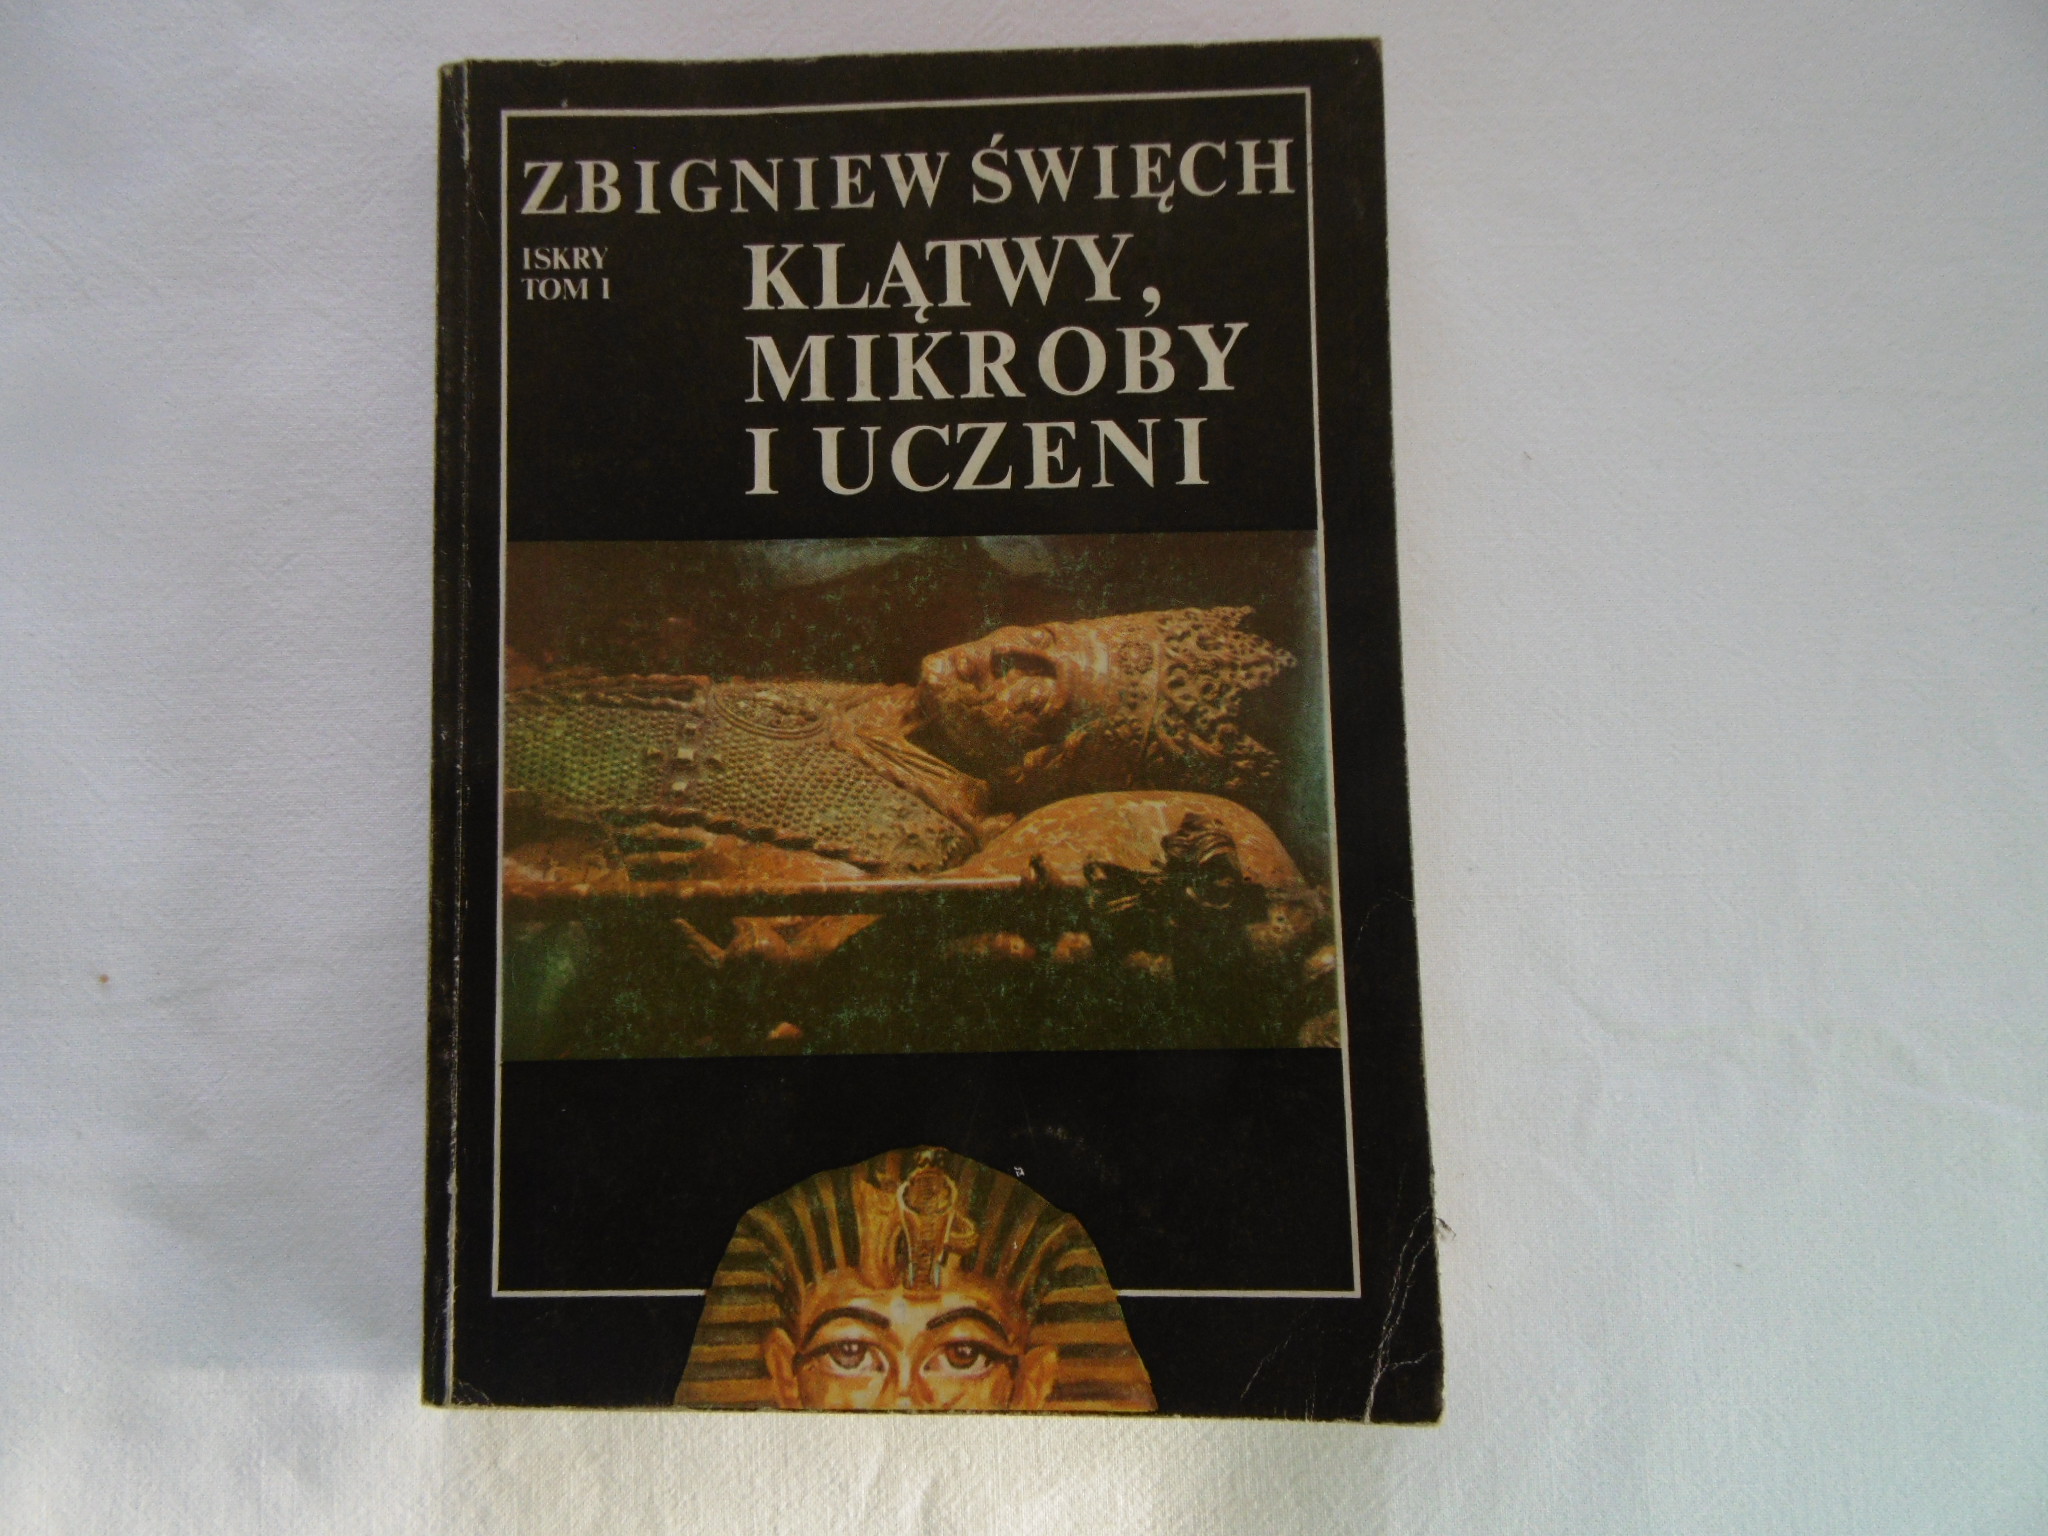 ZBIGNIEW ŚWIĘCH
ISKRY
TOM I
KLĄTWY,
MIKROBY
I UCZENI